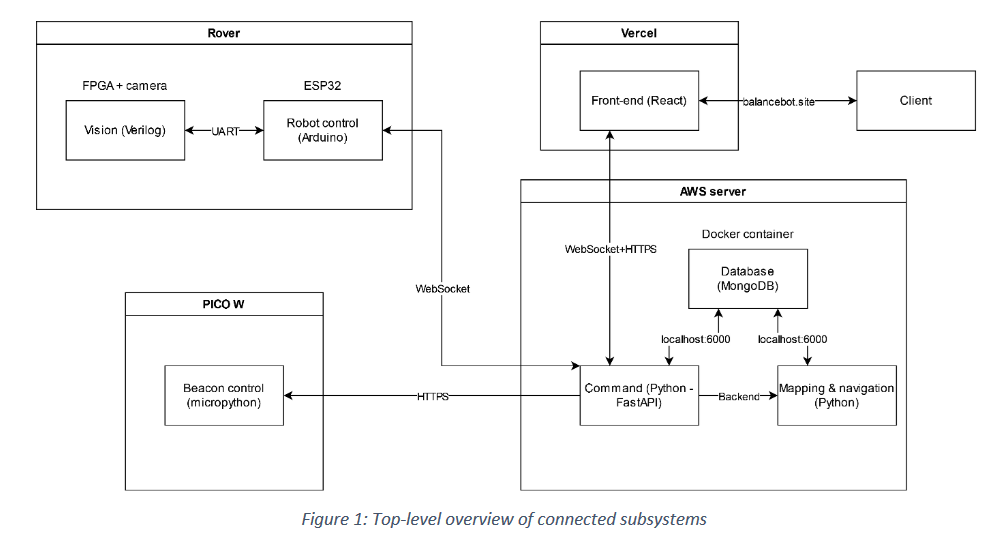 Rover
FPGA + camera
ESP32
Vision (Verilog)
UART
Robot control
(Arduino)
Vercel
Front-end (React)
balancebot.site
Client
AWS server
WebSocket+HTTPS
Docker container
Database
(MongoDB)
WebSocket
PICO W
localhost:6000
localhost:6000
Beacon control
(micropython)
HTTPS
Command (Python -
FastAPI)
Backend
Mapping & navigation
(Python)
Figure 1: Top-level overview of connected subsystems